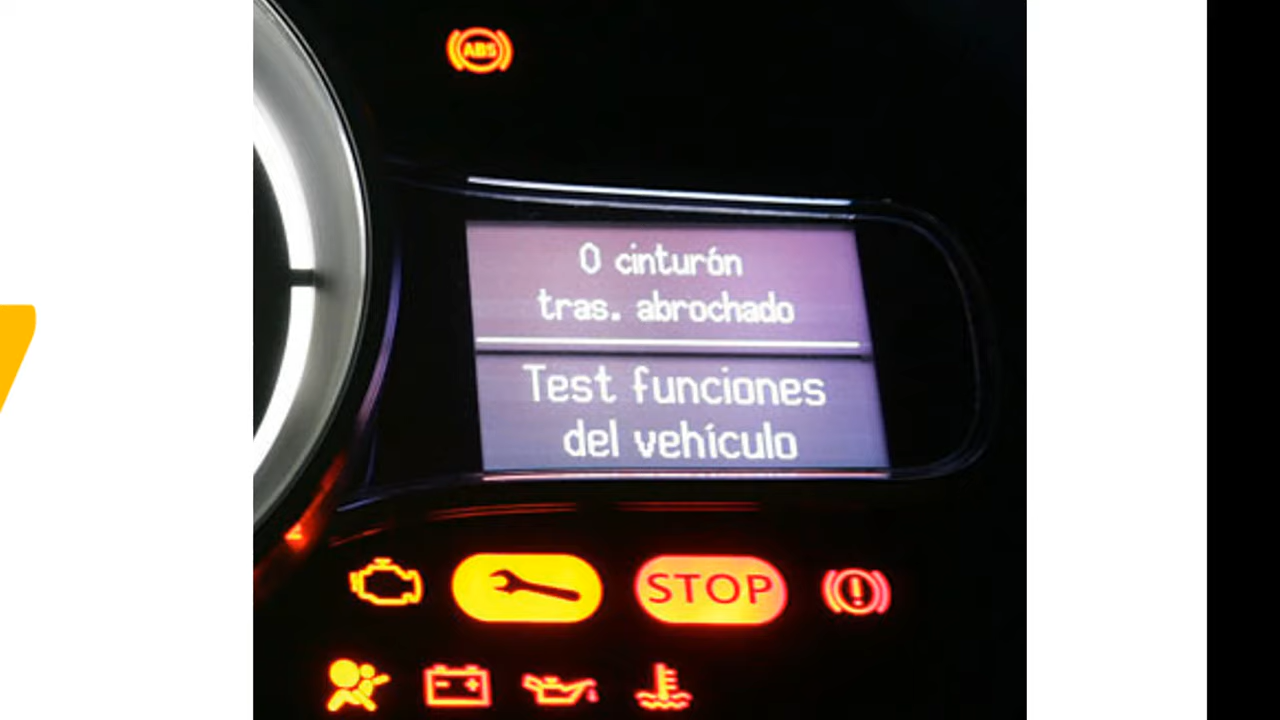 ABS
0 cinturón
tras. abrochado
Test funciones
del vehículo
STOP